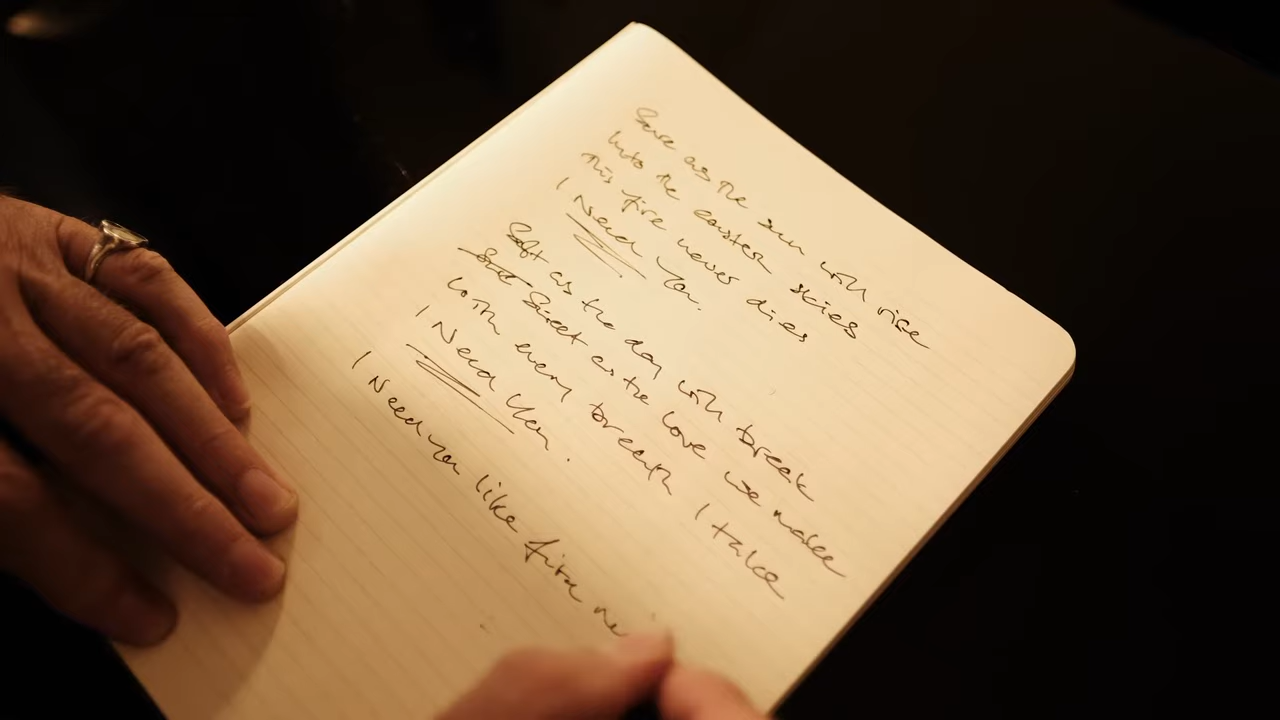 Sure as the sun will rise
Into the eastern skies
This fire never dies
I Need You.
Soft as the day will break
Sweet as the love we make
With every breath I take
I Need You.
I Need you like fire ne